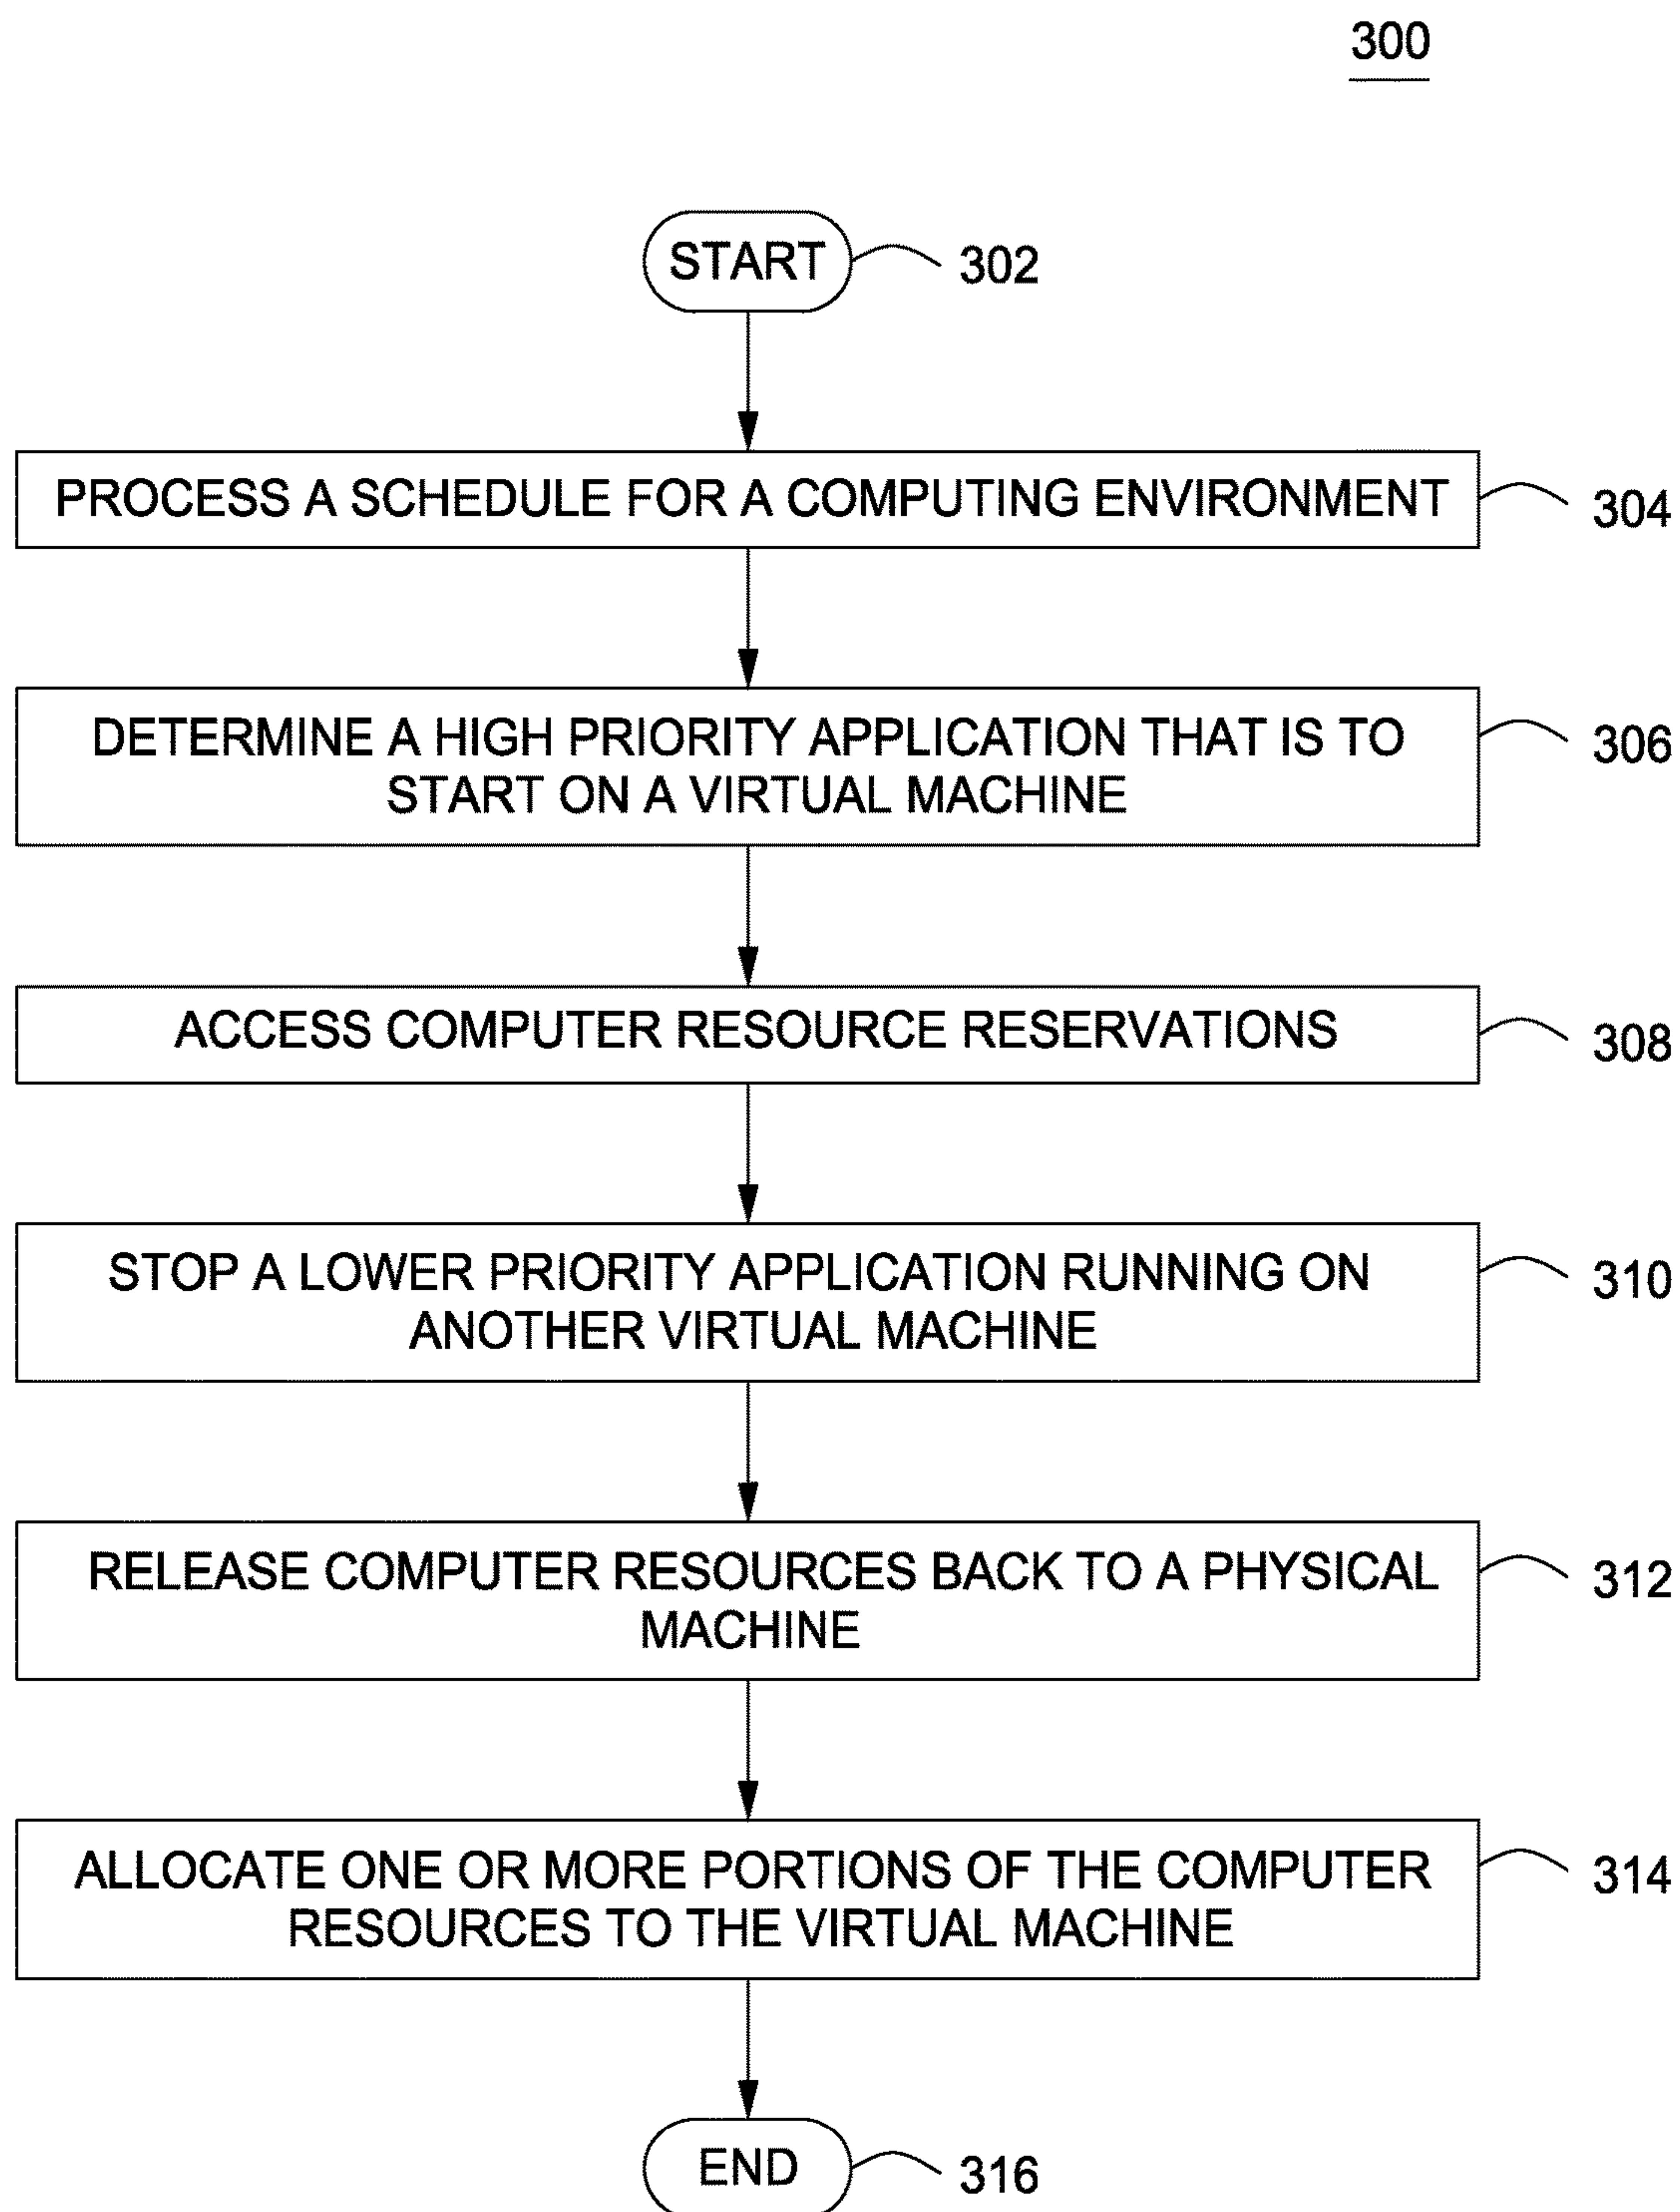 300
START
302
PROCESS A SCHEDULE FOR A COMPUTING ENVIRONMENT
304
DETERMINE A HIGH PRIORITY APPLICATION THAT IS TO
START ON A VIRTUAL MACHINE
306
ACCESS COMPUTER RESOURCE RESERVATIONS
308
STOP A LOWER PRIORITY APPLICATION RUNNING ON
ANOTHER VIRTUAL MACHINE
310
RELEASE COMPUTER RESOURCES BACK TO A PHYSICAL
MACHINE
312
ALLOCATE ONE OR MORE PORTIONS OF THE COMPUTER
RESOURCES TO THE VIRTUAL MACHINE
314
END
316